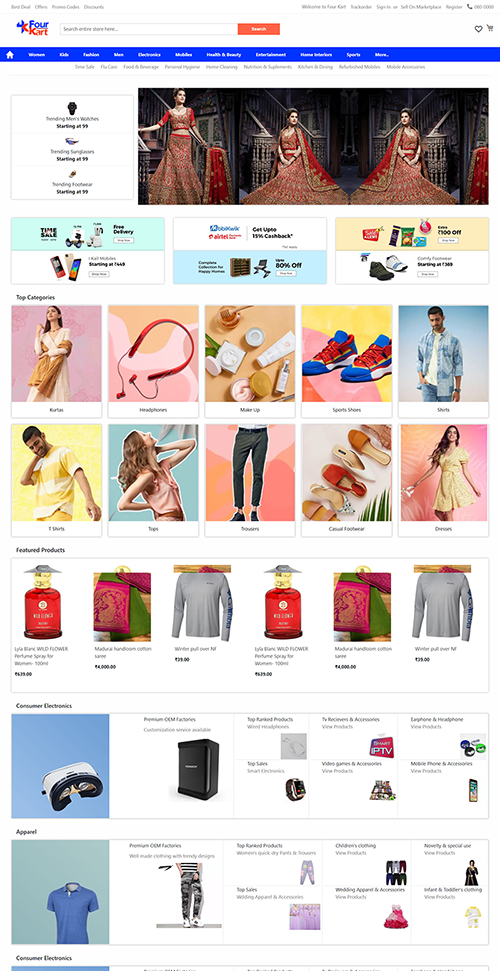 Best Deal Offers Promo Codes Discounts
Welcome to Four Kart Trackorder Sign In or Sell On Marketplace Register 080 0000
Four
Kart
Search entire store here...
Search
Women Kids Fashion Men Electronics Mobiles Health & Beauty Entertainment Home Interiors Sports More..
Time Sale Flu Care Food & Beverage Personal Hygiene Home Cleaning Nutrition & Suplements Kitchen & Dining Refurbished Mobiles Mobile Accessories
Trending Men's Watches
Starting at 99
Trending Sunglasses
Starting at 99
Trending Footwear
Starting at 99
TIME
SALE
Free
Delivery
Shop Now
I Kall Mobiles
Starting at ₹449
Shop Now
MobiKwik
airtel
Get Upto
15% Cashback*
*T&C Apply
Complete
Collection for
Happy Homes
Upto
80% Off
Shop Now
SALE
Extra
₹100 Off
Comfy Footwear
Starting at ₹369
Top Categories
Kurtas
Headphones
Make Up
Sports Shoes
Shirts
T Shirts
Tops
Trousers
Casual Footwear
Dresses
Featured Products
WILD FLOWER
WILD FLOWER
Lyla Blanc WILD FLOWER
Perfume Spray for
Women- 100ml
₹639.00
Madurai handloom cotton
saree
₹4,000.00
Winter pull over NF
₹39.00
Lyla Blanc WILD FLOWER
Perfume Spray for
Women- 100ml
₹639.00
Madurai handloom cotton
saree
₹4,000.00
Winter pull over NF
₹39.00
Consumer Electronics
Premium OEM Factories
Customization service available
Top Ranked Products
Wired Headphones
Tv Recievers & Accessories
View Products
SMART
IPTV
Earphone & Headphone
View Products
Top Sales
Smart Electronics
Video games & Accessories
View Products
Mobile Phone & Accessories
View Products
Apparel
Premium OEM Factories
Well made clothing with trendy designs
Top Ranked Products
Women's quick dry Pants & Trousers
Children's clothing
View Products
Novelty & special use
View Products
Top Sales
Wedding Apparel & Accessories
Wedding Apparel & Accessories
View Products
Infant & Toddler's clothing
View Products
Consumer Electronics